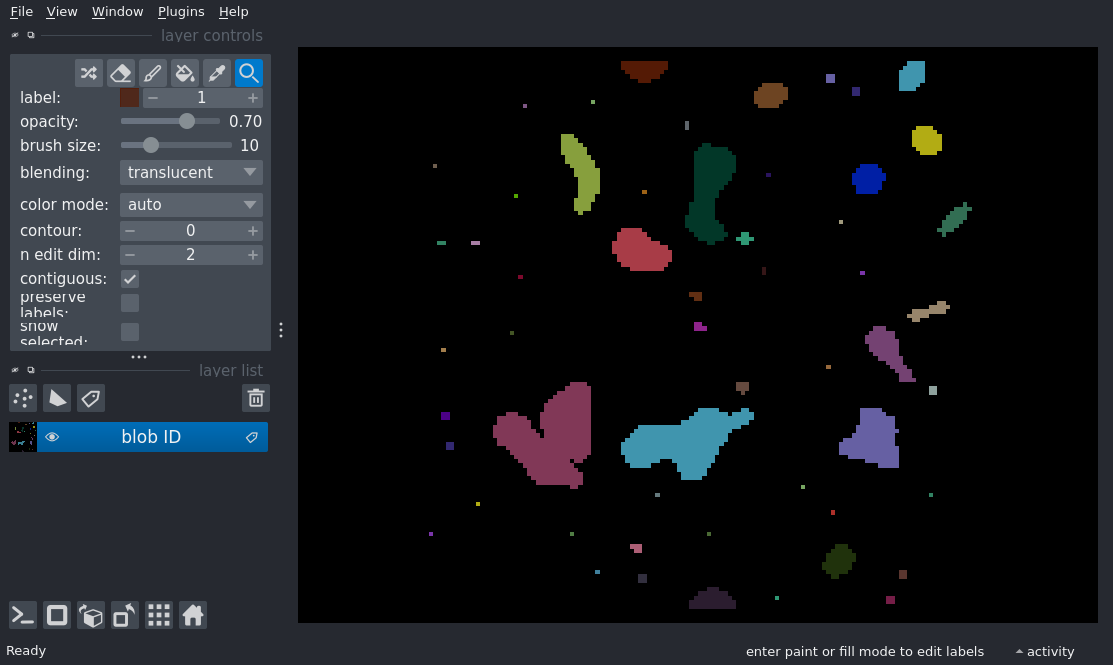 File View Window Plugins Help
layer controls
label: 1
opacity: 0.70
brush size: 10
blending: translucent
color mode: auto
contour: 0
n edit dim: 2
contiguous:
preserve
labels:
show
selected:
layer list
blob ID
Ready enter paint or fill mode to edit labels activity